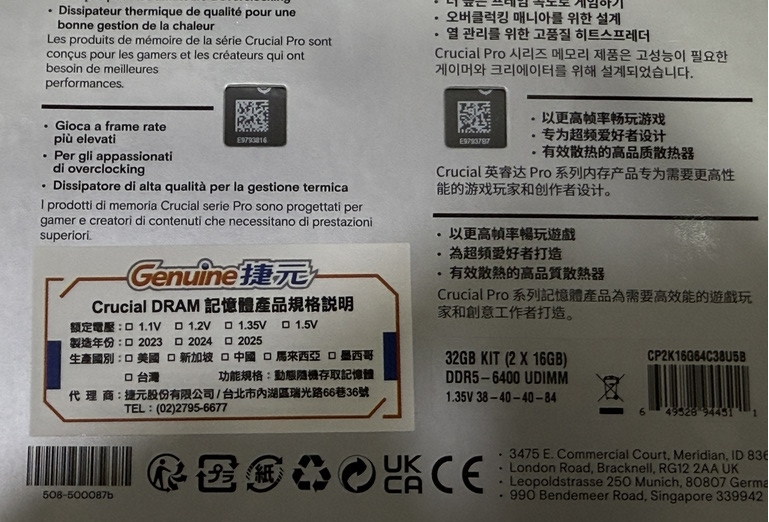 • Dissipateur thermique de qualité pour une
bonne gestion de la chaleur
Les produits de mémoire de la série Crucial Pro sont
conçus pour les gamers et les créateurs qui ont
besoin de meilleures
performances.
• Gioca a frame rate
più elevati
• Per gli appassionati
di overclocking
• Dissipatore di alta qualità per la gestione termica
I prodotti di memoria Crucial serie Pro sono progettati per
gamer e creatori di contenuti che necessitano di prestazioni
superiori.
E9793816
Genuine捷元
Crucial DRAM 記憶體產品規格説明
額定電壓：□ 1.1V □ 1.2V □ 1.35V □ 1.5V
製造年份：□ 2023 □ 2024 □ 2025
生產國別：□ 美國 □ 新加坡 □ 中國 □ 馬來西亞 □ 墨西哥
□ 台灣 功能規格：動態隨機存取記憶體
代 理 商：捷元股份有限公司 / 台北市內湖區瑞光路66巷36號
TEL：(02)2795-6677
508-500087b
プラ
紙
UK
CA
CE
• 더 높은 프레임 속도로 게임하기
• 오버클럭킹 매니아를 위한 설계
• 열 관리를 위한 고품질 히트스프레더
Crucial Pro 시리즈 메모리 제품은 고성능이 필요한
게이머와 크리에이터를 위해 설계되었습니다.
E97937B7
• 以更高帧率畅玩游戏
• 专为超频爱好者设计
• 有效散热的高品质散热器
Crucial 英睿达 Pro 系列内存产品专为需要更高性
能的游戏玩家和创作者设计。
• 以更高幀率暢玩遊戲
• 為超頻愛好者打造
• 有效散熱的高品質散熱器
Crucial Pro 系列記憶體產品為需要高效能的遊戲玩
家和創意工作者打造。
32GB KIT (2 X 16GB)
DDR5-6400 UDIMM
1.35V 38-40-40-84
CP2K16G64C38U5B
6 49528 94451 1
• 3475 E. Commercial Court, Meridian, ID 836
• London Road, Bracknell, RG12 2AA UK
• Leopoldstrasse 250 Munich, 80807 Germa
• 990 Bendemeer Road, Singapore 339942